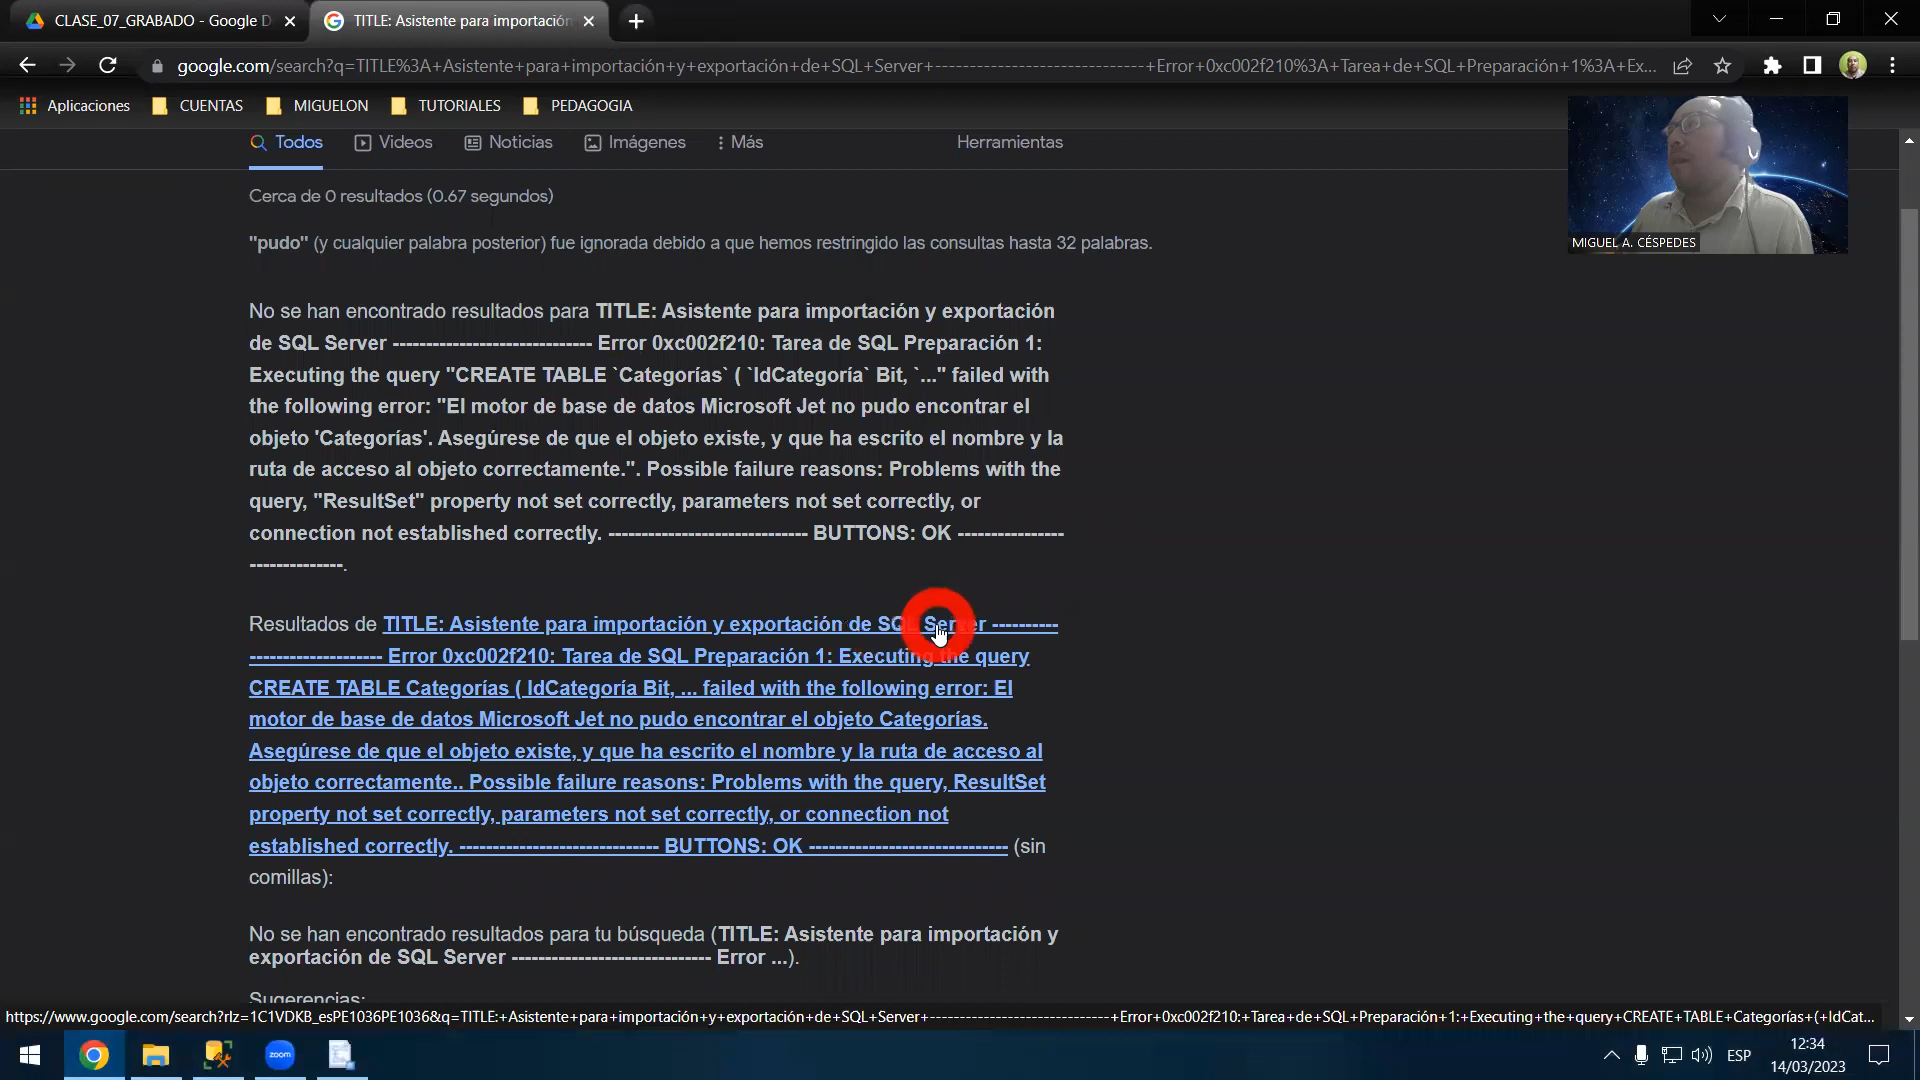 CLASE_07_GRABADO - Google D
TITLE: Asistente para importación
google.com/search?q=TITLE%3A+Asistente+para+importación+y+exportación+de+SQL+Server+------------------------------+Error+0xc002f210%3A+Tarea+de+SQL+Preparación+1%3A+Ex...
Aplicaciones CUENTAS MIGUELON TUTORIALES PEDAGOGIA
Todos Videos Noticias Imágenes Más Herramientas
MIGUEL A. CÉSPEDES
Cerca de 0 resultados (0.67 segundos)
"pudo" (y cualquier palabra posterior) fue ignorada debido a que hemos restringido las consultas hasta 32 palabras.
No se han encontrado resultados para TITLE: Asistente para importación y exportación
de SQL Server ------------------------------ Error 0xc002f210: Tarea de SQL Preparación 1:
Executing the query "CREATE TABLE `Categorías` ( `IdCategoría` Bit, `..." failed with
the following error: "El motor de base de datos Microsoft Jet no pudo encontrar el
objeto 'Categorías'. Asegúrese de que el objeto existe, y que ha escrito el nombre y la
ruta de acceso al objeto correctamente.". Possible failure reasons: Problems with the
query, "ResultSet" property not set correctly, parameters not set correctly, or
connection not established correctly. ------------------------------ BUTTONS: OK ----------------
--------------.
Resultados de TITLE: Asistente para importación y exportación de SQL Server ----------
-------------------- Error 0xc002f210: Tarea de SQL Preparación 1: Executing the query
CREATE TABLE Categorías ( IdCategoría Bit, ... failed with the following error: El
motor de base de datos Microsoft Jet no pudo encontrar el objeto Categorías.
Asegúrese de que el objeto existe, y que ha escrito el nombre y la ruta de acceso al
objeto correctamente.. Possible failure reasons: Problems with the query, ResultSet
property not set correctly, parameters not set correctly, or connection not
established correctly. ------------------------------ BUTTONS: OK ------------------------------ (sin
comillas):
No se han encontrado resultados para tu búsqueda (TITLE: Asistente para importación y
exportación de SQL Server ------------------------------ Error ...).
Sugerencias:
https://www.google.com/search?rlz=1C1VDKB_esPE1036PE1036&q=TITLE:+Asistente+para+importación+y+exportación+de+SQL+Server+------------------------------+Error+0xc002f210:+Tarea+de+SQL+Preparación+1:+Executing+the+query+CREATE+TABLE+Categorías+(+IdCat...
zoom
ESP
12:34
14/03/2023